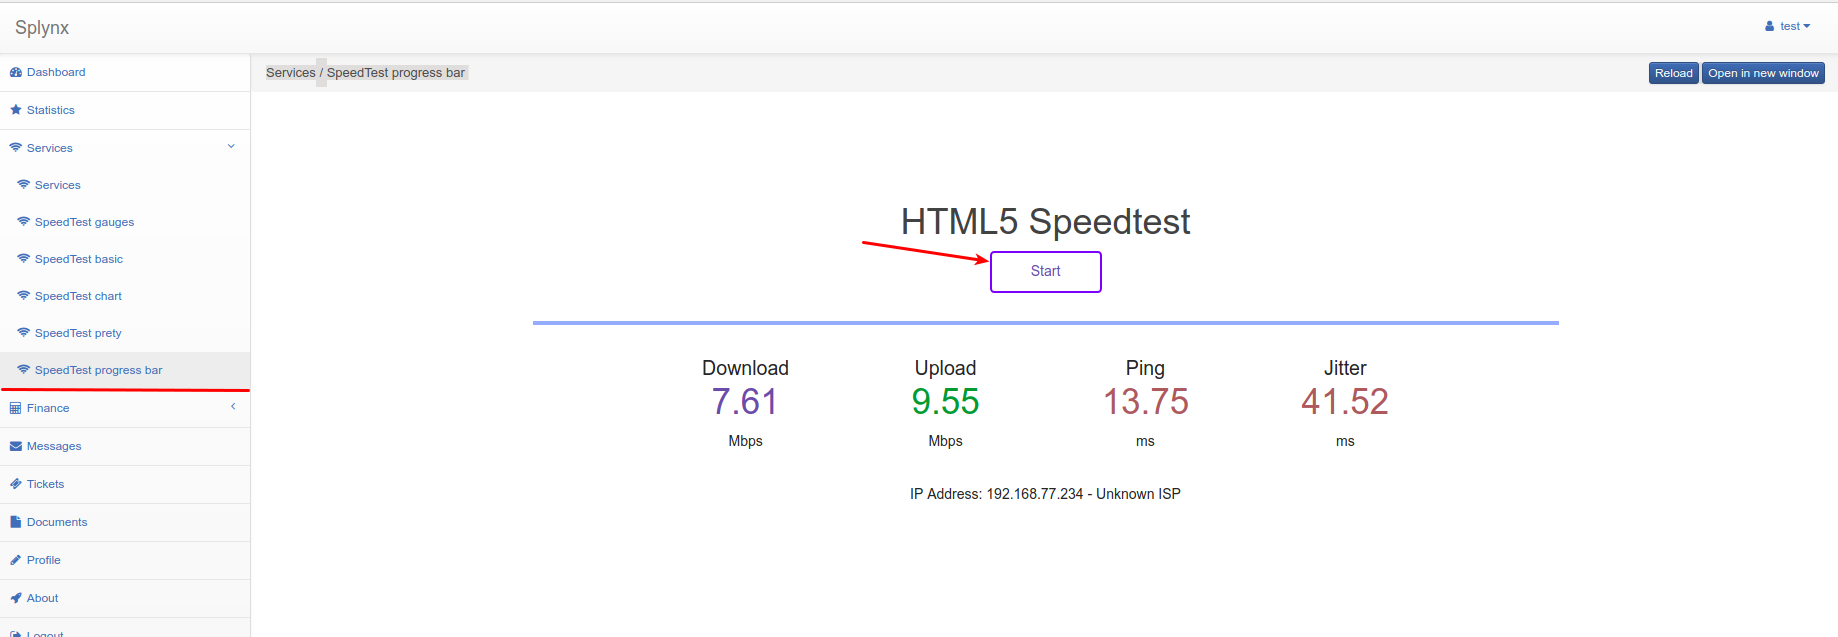 Splynx
test
Dashboard
Statistics
Services
Services
SpeedTest gauges
SpeedTest basic
SpeedTest chart
SpeedTest prety
SpeedTest progress bar
Finance
Messages
Tickets
Documents
Profile
About
Logout
Services / SpeedTest progress bar
Reload
Open in new window
HTML5 Speedtest
Start
Download Upload Ping Jitter
7.61 9.55 13.75 41.52
Mbps Mbps ms ms
IP Address: 192.168.77.234 - Unknown ISP